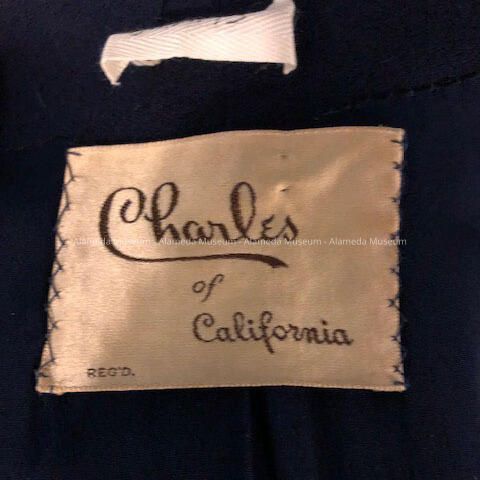 Charles
Alameda Museum - Alameda Museum - Alameda Museum - Alameda Museum
of
California
REG'D.